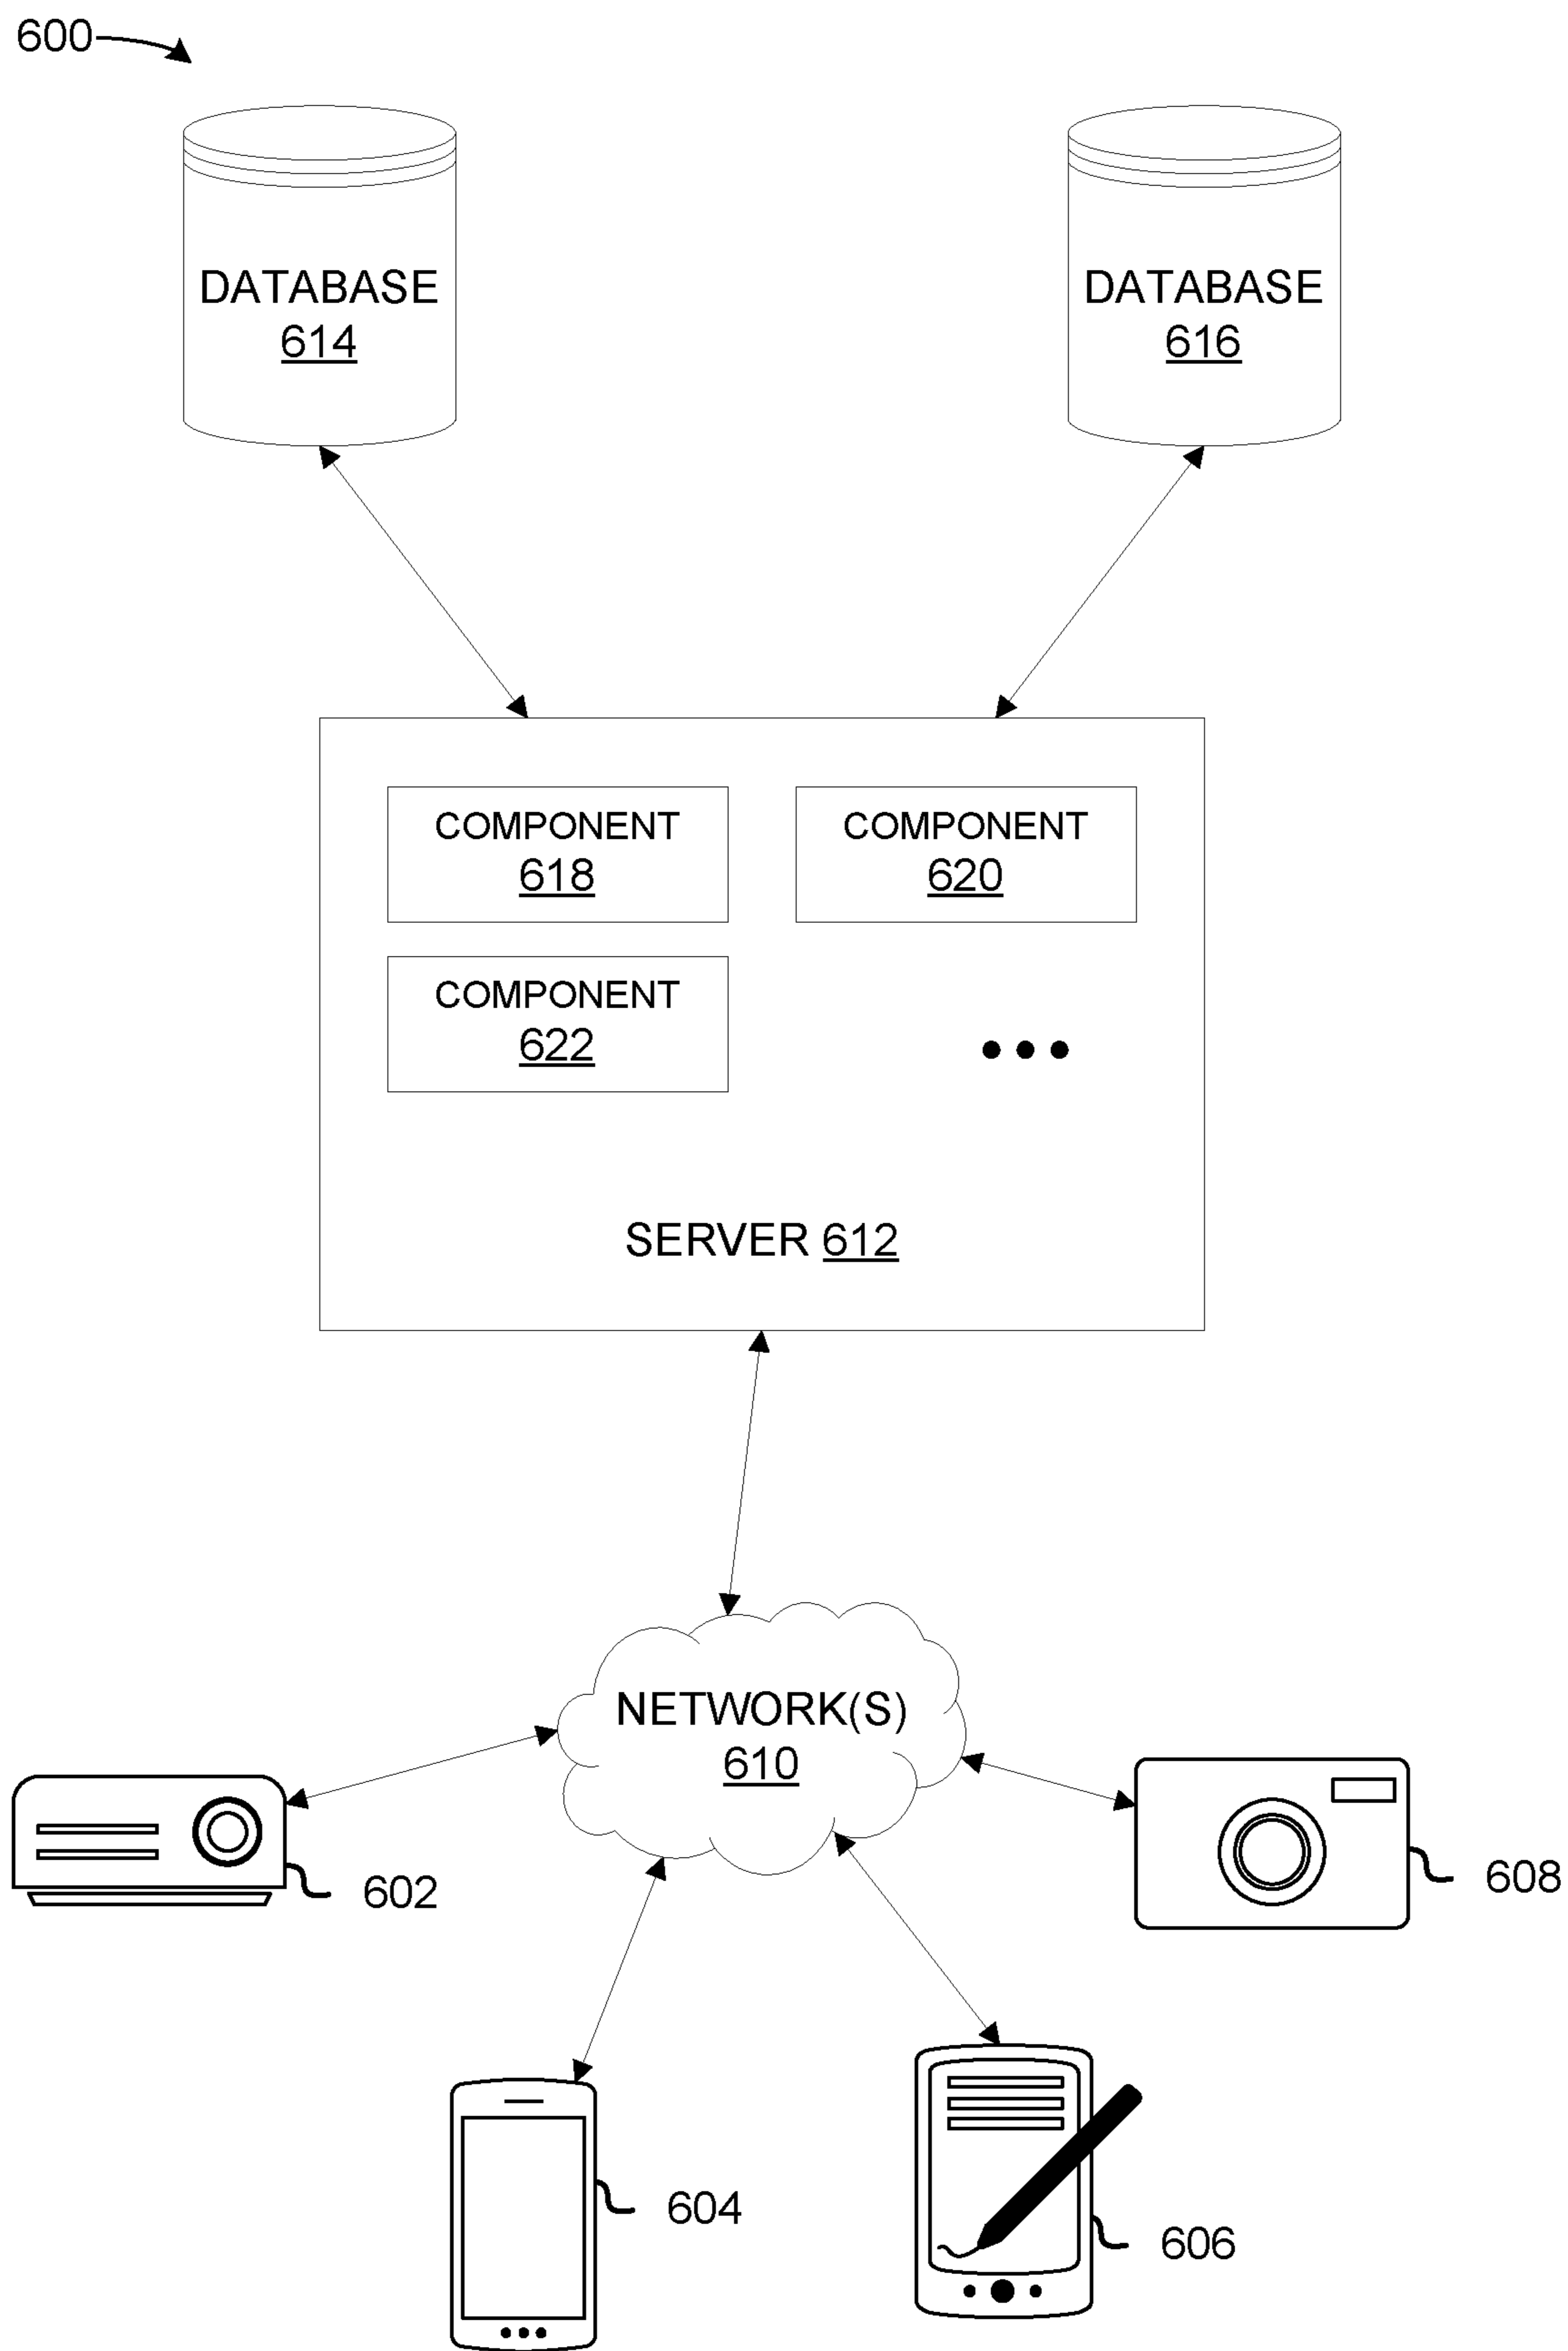 600
DATABASE
614
DATABASE
616
COMPONENT
618
COMPONENT
620
COMPONENT
622
SERVER 612
NETWORK(S)
610
602
608
604
606